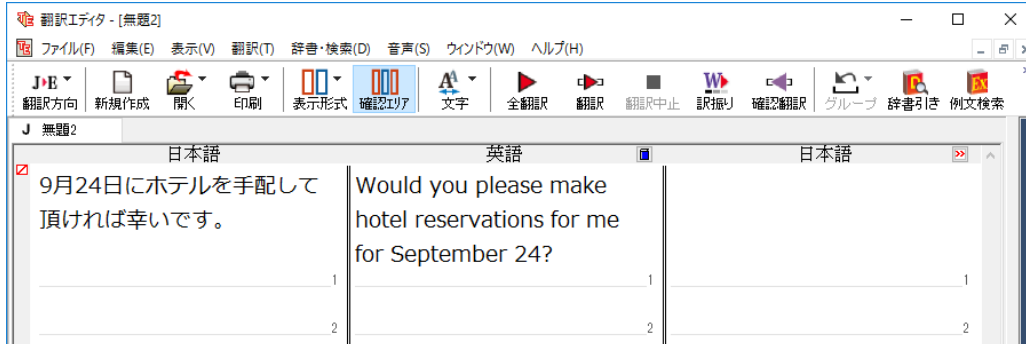 翻訳エディタ - [無題2]
ファイル(F) 編集(E) 表示(V) 翻訳(T) 辞書・検索(D) 音声(S) ウィンドウ(W) ヘルプ(H)
J▸E
翻訳方向 新規作成 開く 印刷 表示形式 確認エリア 文字 全翻訳 翻訳 翻訳中止 訳振り 確認翻訳 グループ 辞書引き 例文検索
J 無題2
日本語 英語 日本語
9月24日にホテルを手配して
頂ければ幸いです。
1
2
Would you please make
hotel reservations for me
for September 24?
1
2
1
2